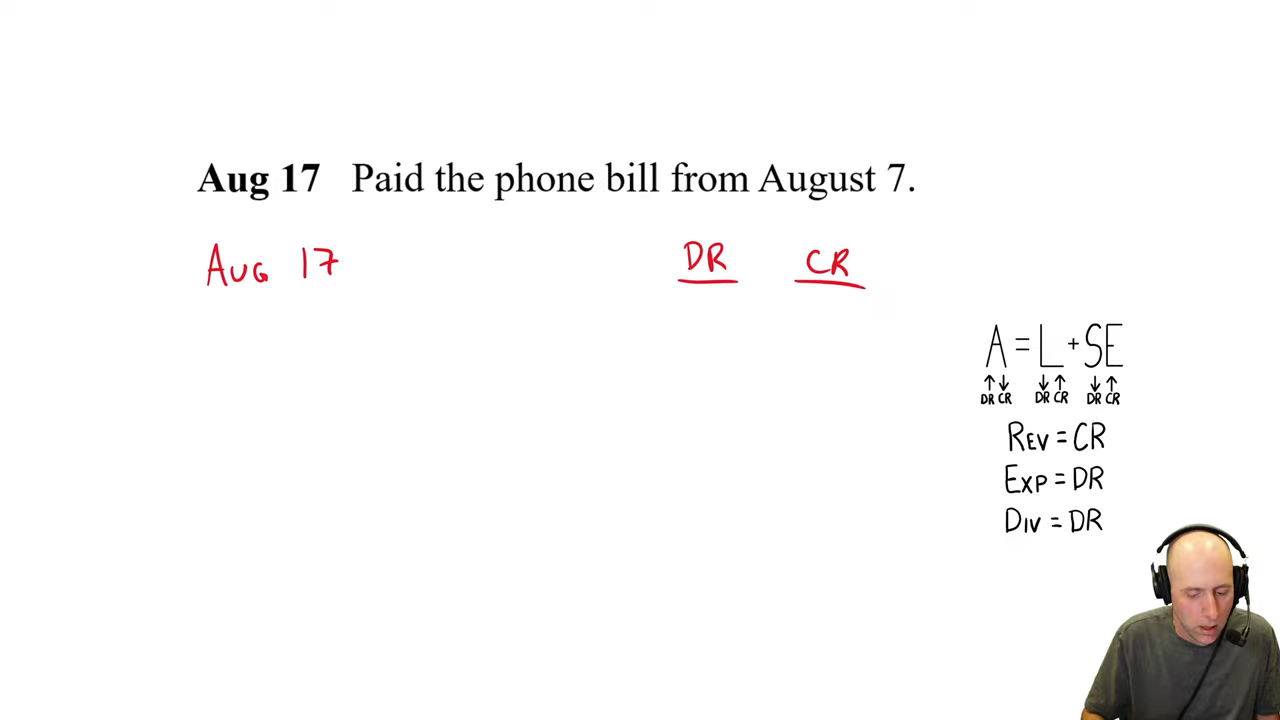 Aug 17 Paid the phone bill from August 7.
AUG 17 DR CR
A = L + SE
↑↓ ↓↑ ↓↑
DR CR DR CR DR CR
REV = CR
EXP = DR
DIV = DR